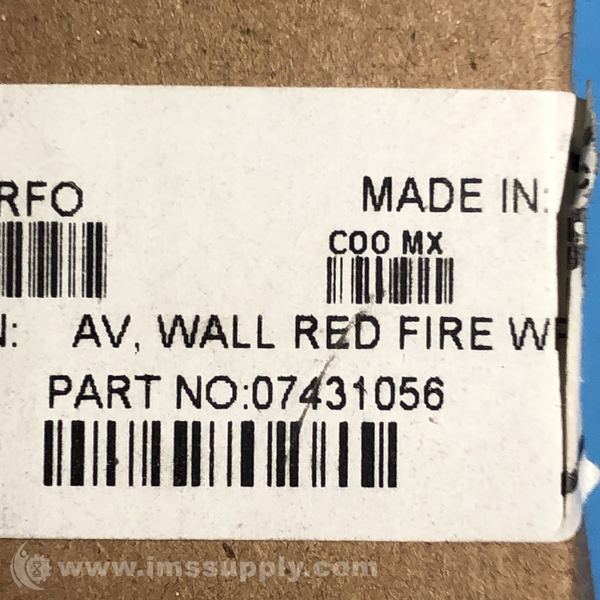 RFO MADE IN:
COO MX
N: AV, WALL RED FIRE W
PART NO:07431056
www.imssupply.com